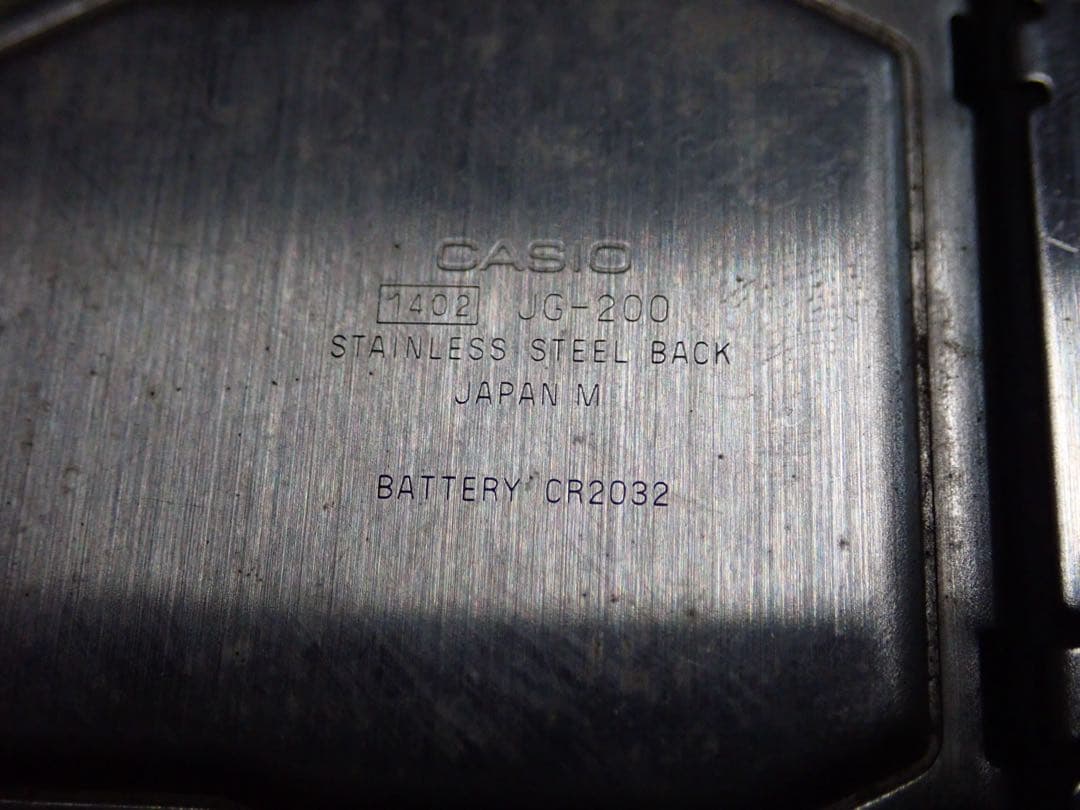 CASIO
1402 JG-200
STAINLESS STEEL BACK
JAPAN M
BATTERY CR2032